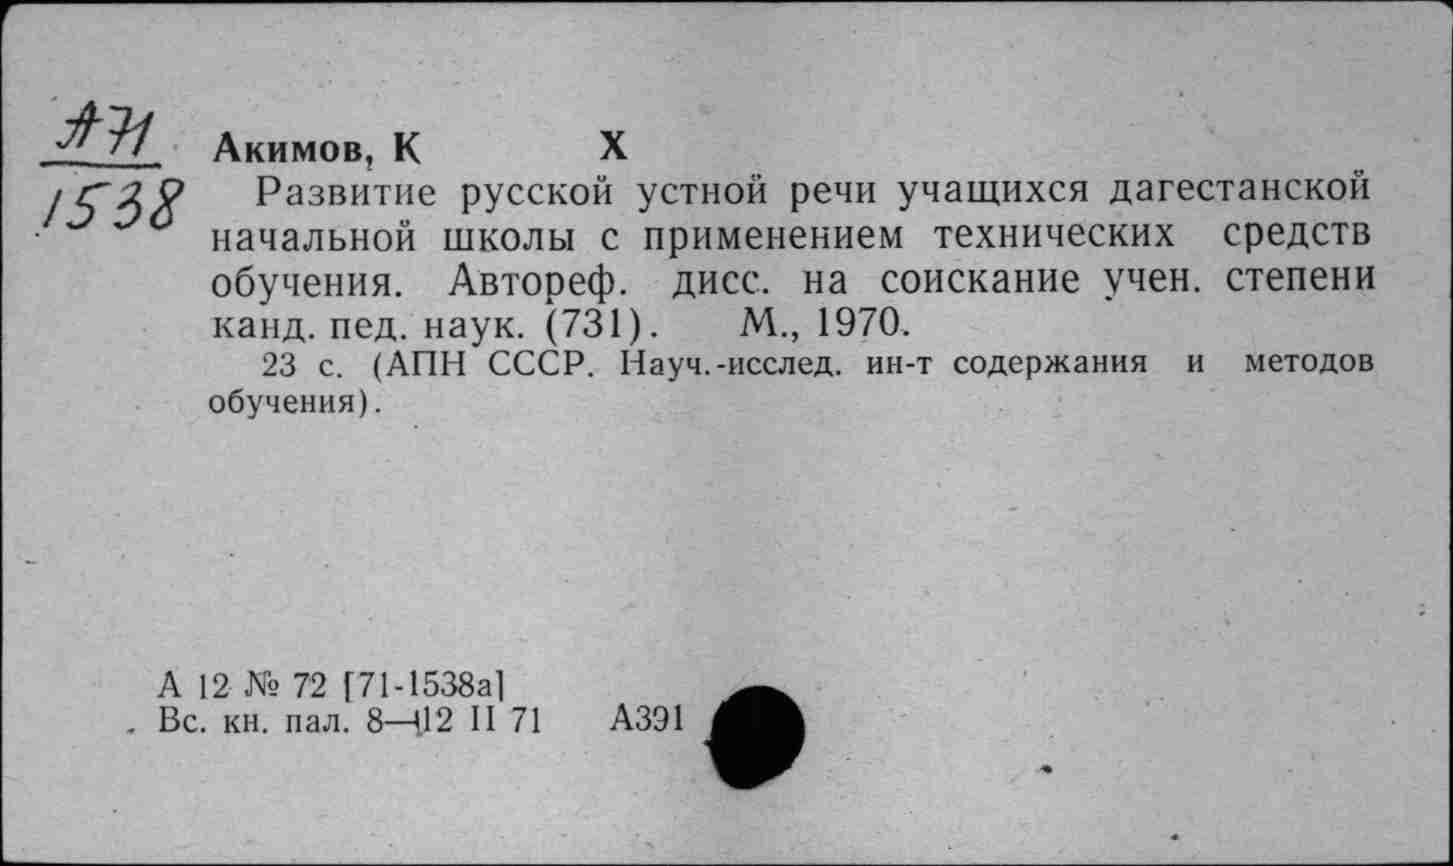 А71
1538
Акимов, К Х
Развитие русской устной речи учащихся дагестанской
начальной школы с применением технических средств
обучения. Автореф. дисс. на соискание учен. степени
канд. пед. наук. (731). М., 1970.
23 с. (АПН СССР. Науч.-исслед. ин-т содержания и методов
обучения).
А 12 № 72 [71-1538а]
Вс. кн. пал. 8—12 II 71 А391